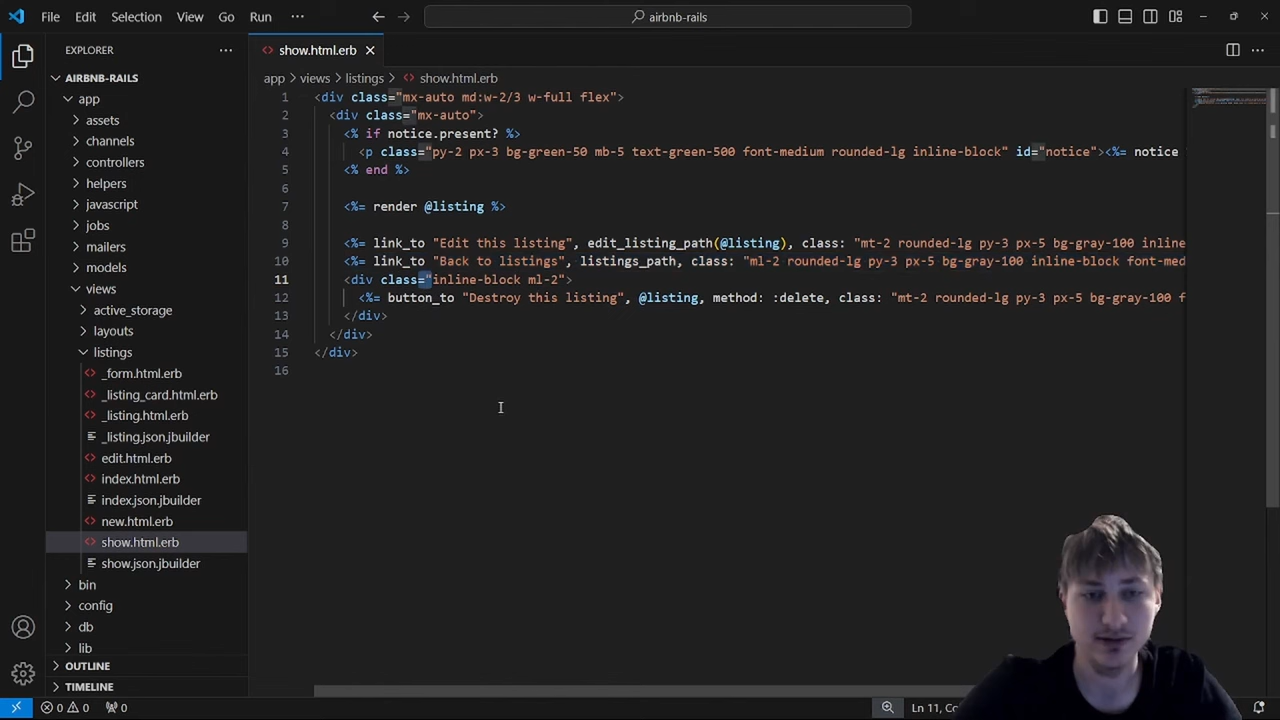 File Edit Selection View Go Run ··· airbnb-rails
EXPLORER ···
show.html.erb
AIRBNB-RAILS
app
assets
channels
controllers
helpers
javascript
jobs
mailers
models
views
active_storage
layouts
listings
_form.html.erb
_listing_card.html.erb
_listing.html.erb
_listing.json.jbuilder
edit.html.erb
index.html.erb
index.json.jbuilder
new.html.erb
show.html.erb
show.json.jbuilder
bin
config
db
lib
OUTLINE
TIMELINE
app > views > listings > show.html.erb
1 <div class="mx-auto md:w-2/3 w-full flex">
2 <div class="mx-auto">
3 <% if notice.present? %>
4 <p class="py-2 px-3 bg-green-50 mb-5 text-green-500 font-medium rounded-lg inline-block" id="notice"><%= notice
5 <% end %>
6
7 <%= render @listing %>
8
9 <%= link_to "Edit this listing", edit_listing_path(@listing), class: "mt-2 rounded-lg py-3 px-5 bg-gray-100 inline
10 <%= link_to "Back to listings", listings_path, class: "ml-2 rounded-lg py-3 px-5 bg-gray-100 inline-block font-med
11 <div class="inline-block ml-2">
12 <%= button_to "Destroy this listing", @listing, method: :delete, class: "mt-2 rounded-lg py-3 px-5 bg-gray-100 f
13 </div>
14 </div>
15 </div>
16
0 0 0 Ln 11,